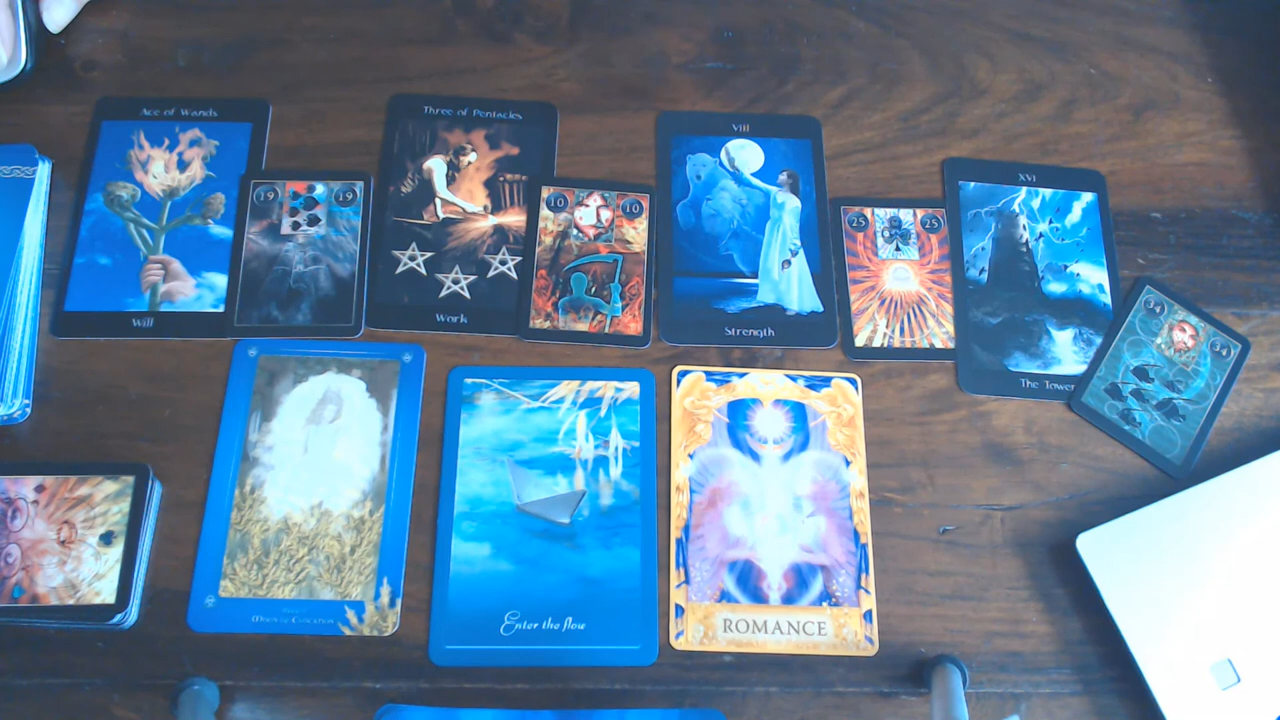 Ace of Wands
Will
19 19
Three of Pentacles
Work
10 10
VIII
Strength
25 25
XVI
The Tower
34 34
Enter the flow
ROMANCE